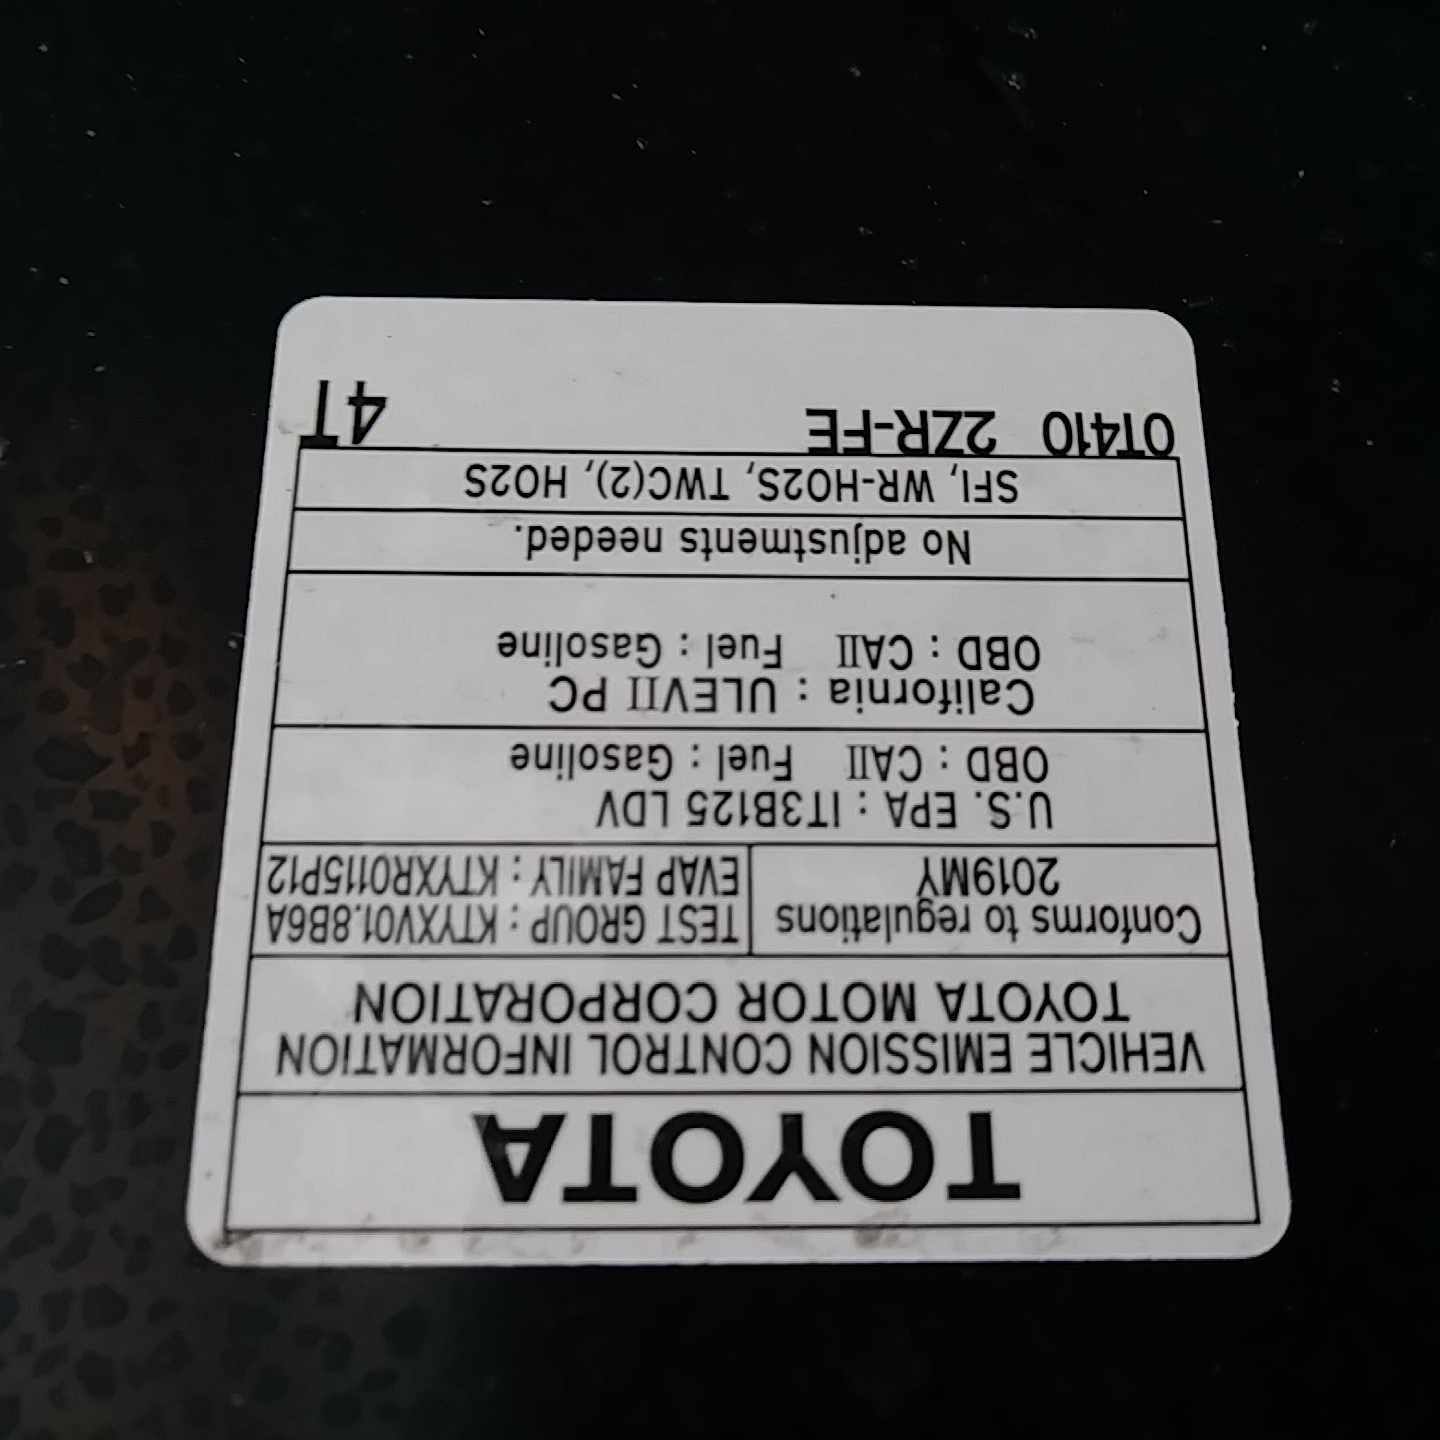 TOYOTA
VEHICLE EMISSION CONTROL INFORMATION
TOYOTA MOTOR CORPORATION
Conforms to regulations
2019MY
TEST GROUP : KTYXV01.8B6A
EVAP FAMILY : KTYXR0115P12
U.S. EPA : IT3B125 LDV
OBD : CAII Fuel : Gasoline
California : ULEVII PC
OBD : CAII Fuel : Gasoline
No adjustments needed.
SFI, WR-HO2S, TWC(2), HO2S
0T410 2ZR-FE 4T